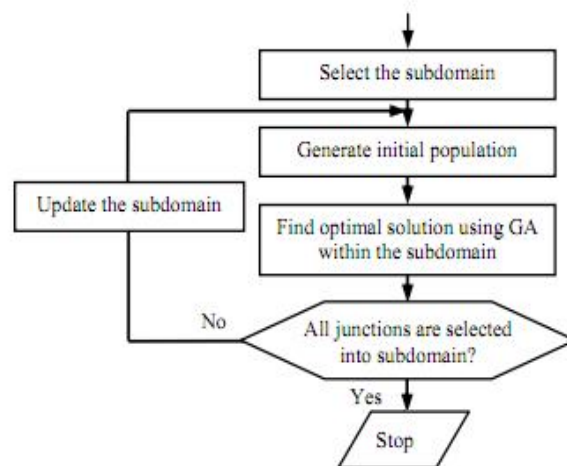 Select the subdomain
Generate initial population
Update the subdomain
Find optimal solution using GA
within the subdomain
No
All junctions are selected
into subdomain?
Yes
Stop